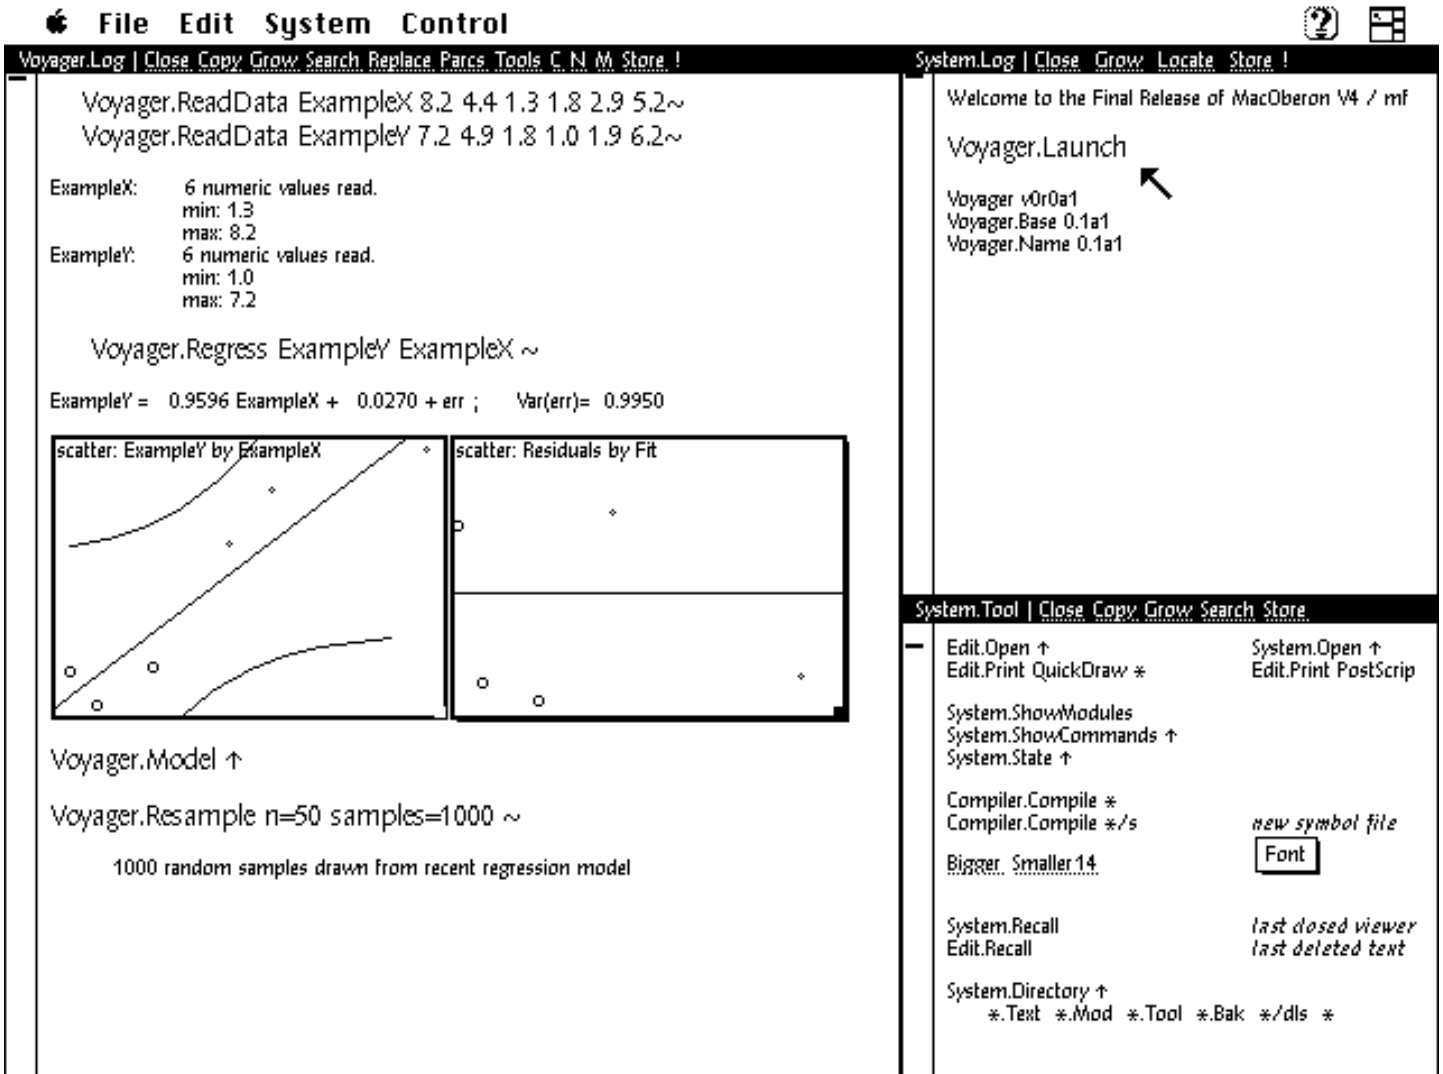 File Edit System Control
Voyager.Log | Close Copy Grow Search Replace Parcs Tools C N M Store !
Voyager.ReadData ExampleX 8.2 4.4 1.3 1.8 2.9 5.2~
Voyager.ReadData ExampleY 7.2 4.9 1.8 1.0 1.9 6.2~
ExampleX: 6 numeric values read.
min: 1.3
max: 8.2
ExampleY: 6 numeric values read.
min: 1.0
max: 7.2
Voyager.Regress ExampleY ExampleX ~
ExampleY = 0.9596 ExampleX + 0.0270 + err ; Var(err)= 0.9950
scatter: ExampleY by ExampleX
scatter: Residuals by Fit
Voyager.Model ↑
Voyager.Resample n=50 samples=1000 ~
1000 random samples drawn from recent regression model
System.Log | Close Grow Locate Store !
Welcome to the Final Release of MacOberon V4 / mf
Voyager.Launch
Voyager v0r0a1
Voyager.Base 0.1a1
Voyager.Name 0.1a1
System.Tool | Close Copy Grow Search Store
Edit.Open ↑ System.Open ↑
Edit.Print QuickDraw * Edit.Print PostScrip
System.ShowModules
System.ShowCommands ↑
System.State ↑
Compiler.Compile *
Compiler.Compile */s new symbol file
Bigger Smaller 14 Font
System.Recall last closed viewer
Edit.Recall last deleted text
System.Directory ↑
*.Text *.Mod *.Tool *.Bak */dls *